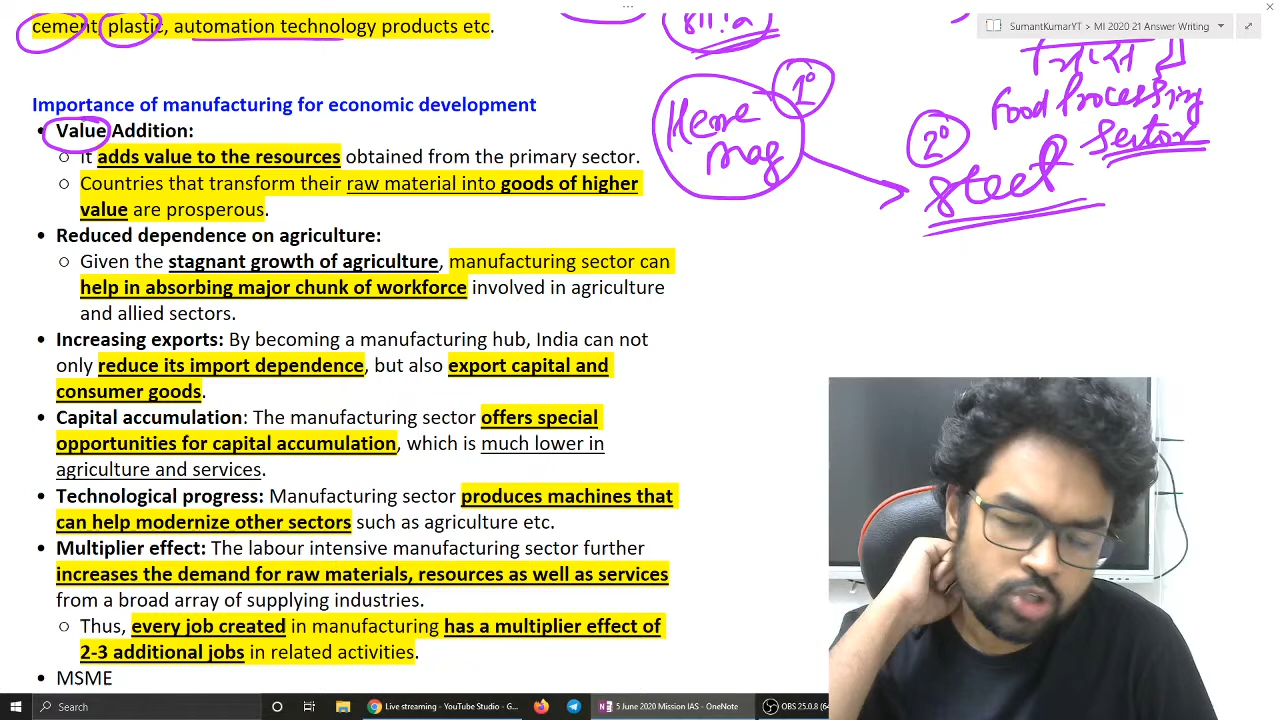 cement, plastic, automation technology products etc.
SumantKumarYT > MI 2020 21 Answer Writing
Importance of manufacturing for economic development
• Value Addition:
○ It adds value to the resources obtained from the primary sector.
○ Countries that transform their raw material into goods of higher
value are prosperous.
• Reduced dependence on agriculture:
○ Given the stagnant growth of agriculture, manufacturing sector can
help in absorbing major chunk of workforce involved in agriculture
and allied sectors.
• Increasing exports: By becoming a manufacturing hub, India can not
only reduce its import dependence, but also export capital and
consumer goods.
• Capital accumulation: The manufacturing sector offers special
opportunities for capital accumulation, which is much lower in
agriculture and services.
• Technological progress: Manufacturing sector produces machines that
can help modernize other sectors such as agriculture etc.
• Multiplier effect: The labour intensive manufacturing sector further
increases the demand for raw materials, resources as well as services
from a broad array of supplying industries.
○ Thus, every job created in manufacturing has a multiplier effect of
2-3 additional jobs in related activities.
• MSME
1°
Heme
mag
2°
Steel
Food Processing
Sector
Search
Live streaming - YouTube Studio - G...
5 June 2020 Mission IAS - OneNote
OBS 25.0.8 (64